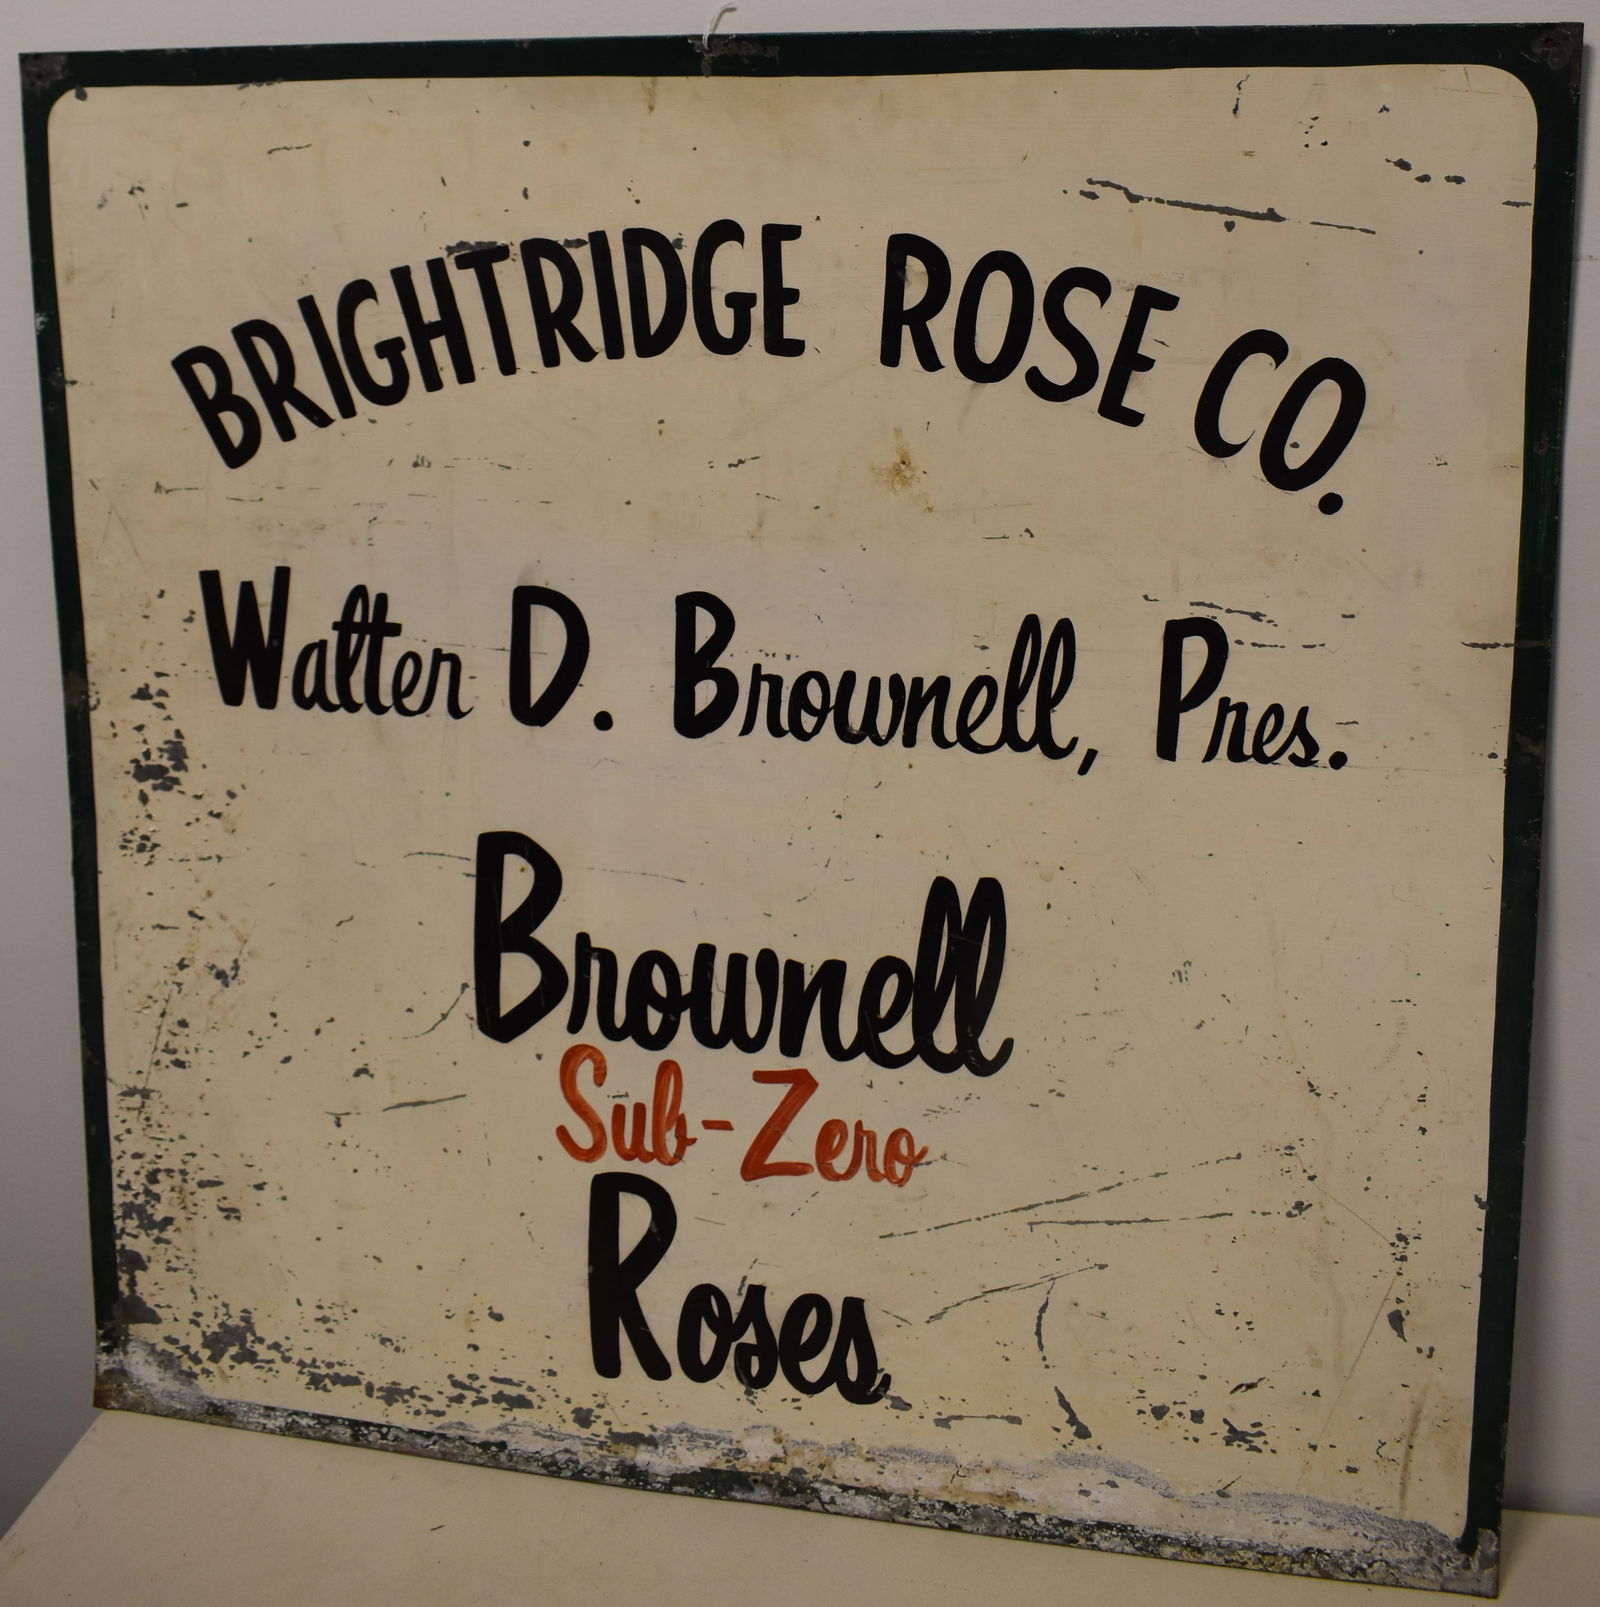 BRIGHTRIDGE ROSE CO.
Walter D. Brownell, Pres.
Brownell
Sub-Zero
Roses